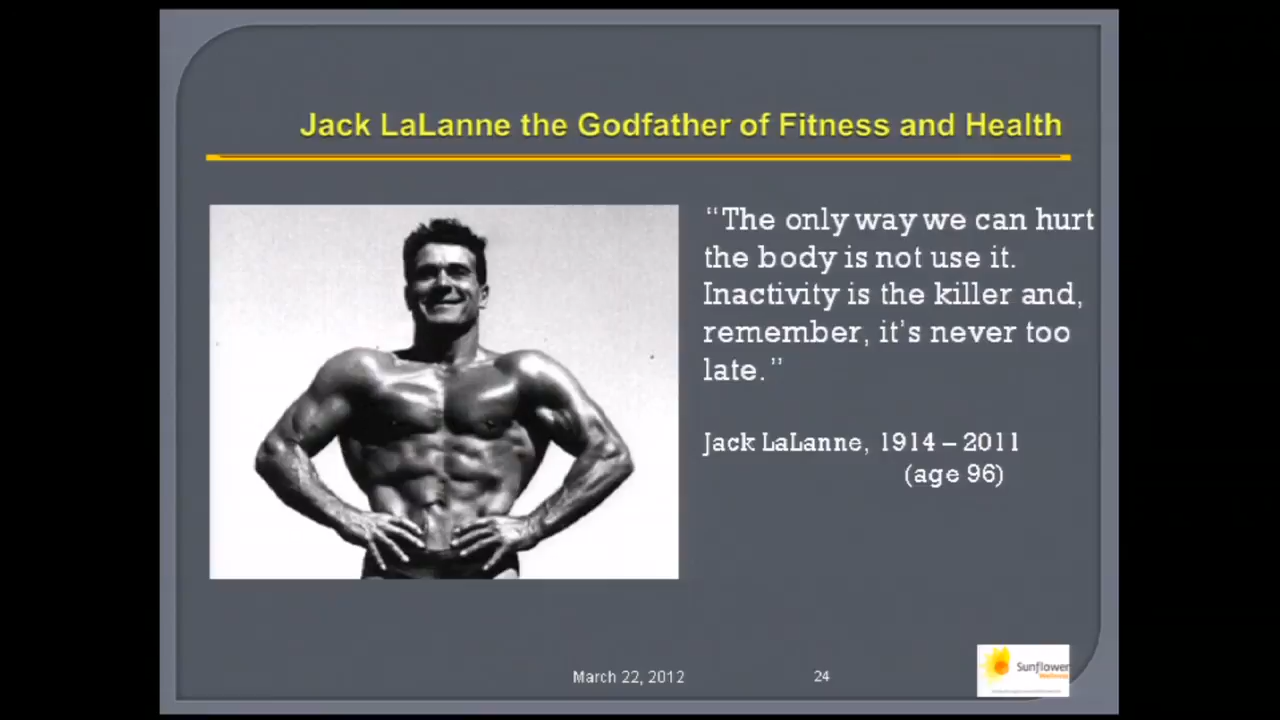 Jack LaLanne the Godfather of Fitness and Health
“The only way we can hurt
the body is not use it.
Inactivity is the killer and,
remember, it’s never too
late.”
Jack LaLanne, 1914 – 2011
(age 96)
March 22, 2012
24
Sunflower
Wellness